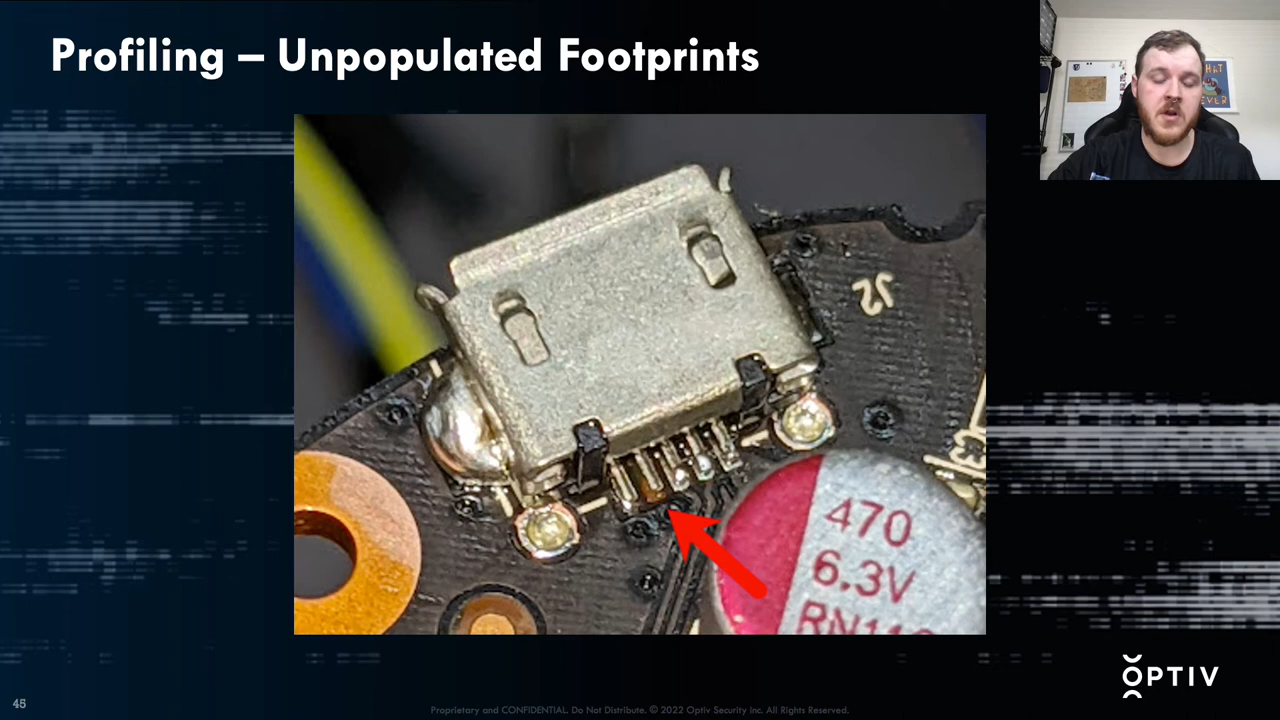 Profiling – Unpopulated Footprints
J2
470
6.3V
OPTIV
45
Proprietary and CONFIDENTIAL. Do Not Distribute. © 2022 Optiv Security Inc. All Rights Reserved.